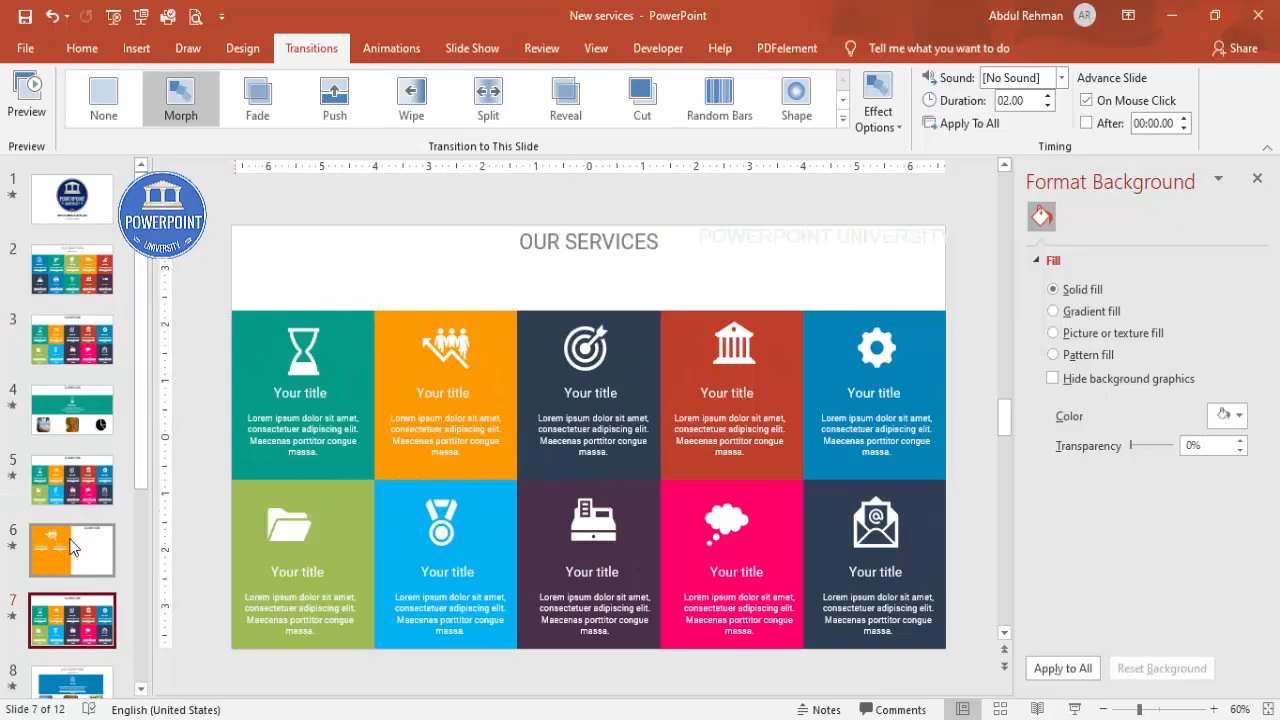 New services - PowerPoint
Abdul Rehman
AR
File
Home
Insert
Draw
Design
Transitions
Animations
Slide Show
Review
View
Developer
Help
PDFelement
Tell me what you want to do
Share
Preview
None
Morph
Fade
Push
Wipe
Split
Reveal
Cut
Random Bars
Shape
Effect
Options
Sound:
[No Sound]
Duration:
02.00
Apply To All
Advance Slide
On Mouse Click
After:
00:00.00
Preview
Transition to This Slide
Timing
POWERPOINT
UNIVERSITY
3
4
6
7
8
OUR SERVICES
POWERPOINT UNIVERSITY
Your title
Your title
Your title
Your title
Your title
Lorem ipsum dolor sit amet,
consectetuer adipiscing elit.
Maecenas porttitor congue
massa.
Lorem ipsum dolor sit amet,
consectetuer adipiscing elit.
Maecenas porttitor congue
massa.
Lorem ipsum dolor sit amet,
consectetuer adipiscing elit.
Maecenas porttitor congue
massa.
Lorem ipsum dolor sit amet,
consectetuer adipiscing elit.
Maecenas porttitor congue
massa.
Lorem ipsum dolor sit amet,
consectetuer adipiscing elit.
Maecenas porttitor congue
massa.
Your title
Your title
Your title
Your title
Your title
Lorem ipsum dolor sit amet,
consectetuer adipiscing elit.
Maecenas porttitor congue
massa.
Lorem ipsum dolor sit amet,
consectetuer adipiscing elit.
Maecenas porttitor congue
massa.
Lorem ipsum dolor sit amet,
consectetuer adipiscing elit.
Maecenas porttitor congue
massa.
Lorem ipsum dolor sit amet,
consectetuer adipiscing elit.
Maecenas porttitor congue
massa.
Lorem ipsum dolor sit amet,
consectetuer adipiscing elit.
Maecenas porttitor congue
massa.
Format Background
Fill
Solid fill
Gradient fill
Picture or texture fill
Pattern fill
Hide background graphics
Color
Transparency
0%
Apply to All
Reset Background
Slide 7 of 12
English (United States)
Notes
Comments
60%